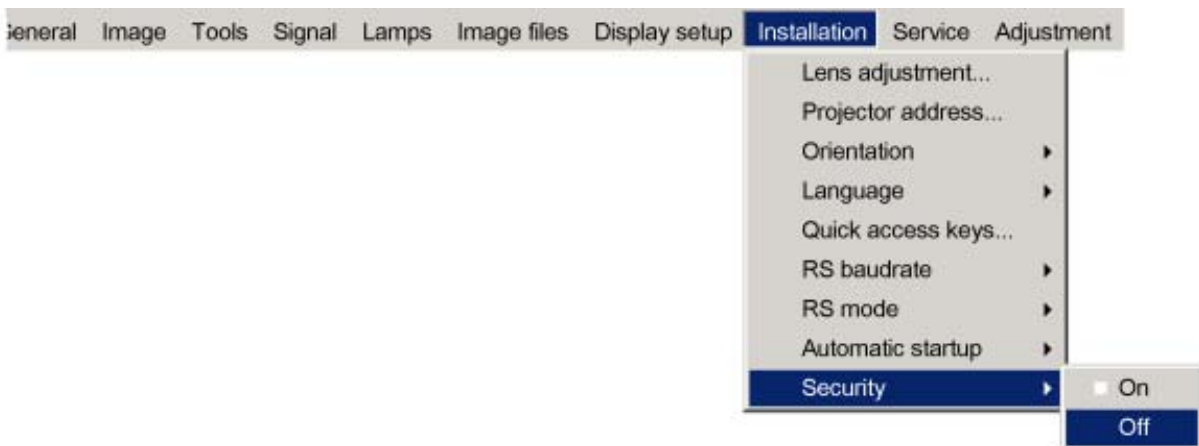 General Image Tools Signal Lamps Image files Display setup Installation Service Adjustment
Lens adjustment...
Projector address...
Orientation
Language
Quick access keys...
RS baudrate
RS mode
Automatic startup
Security
On
Off